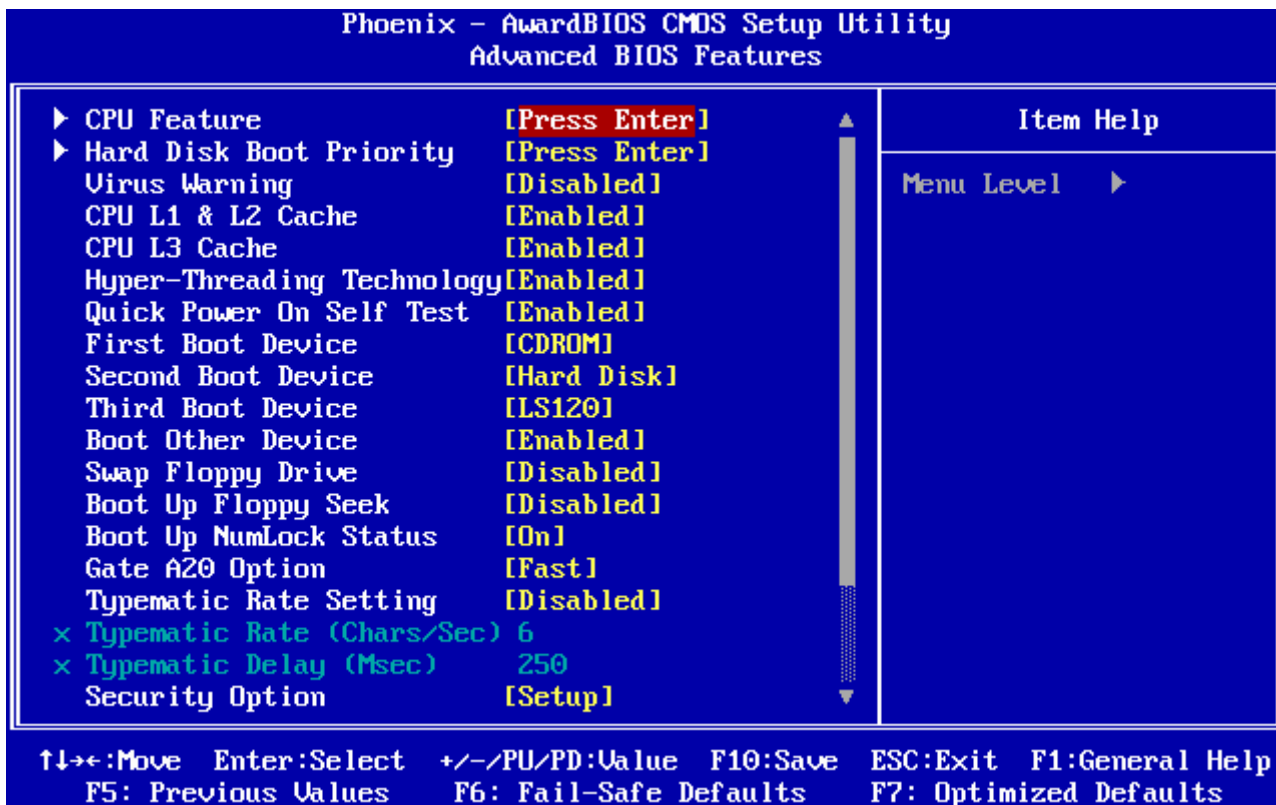 Phoenix - AwardBIOS CMOS Setup Utility
Advanced BIOS Features
CPU Feature [Press Enter]
Hard Disk Boot Priority [Press Enter]
Virus Warning [Disabled]
CPU L1 & L2 Cache [Enabled]
CPU L3 Cache [Enabled]
Hyper-Threading Technology[Enabled]
Quick Power On Self Test [Enabled]
First Boot Device [CDROM]
Second Boot Device [Hard Disk]
Third Boot Device [LS120]
Boot Other Device [Enabled]
Swap Floppy Drive [Disabled]
Boot Up Floppy Seek [Disabled]
Boot Up NumLock Status [On]
Gate A20 Option [Fast]
Typematic Rate Setting [Disabled]
x Typematic Rate (Chars/Sec) 6
x Typematic Delay (Msec) 250
Security Option [Setup]
Item Help
Menu Level
↑↓→←:Move Enter:Select +/-/PU/PD:Value F10:Save ESC:Exit F1:General Help
F5: Previous Values F6: Fail-Safe Defaults F7: Optimized Defaults